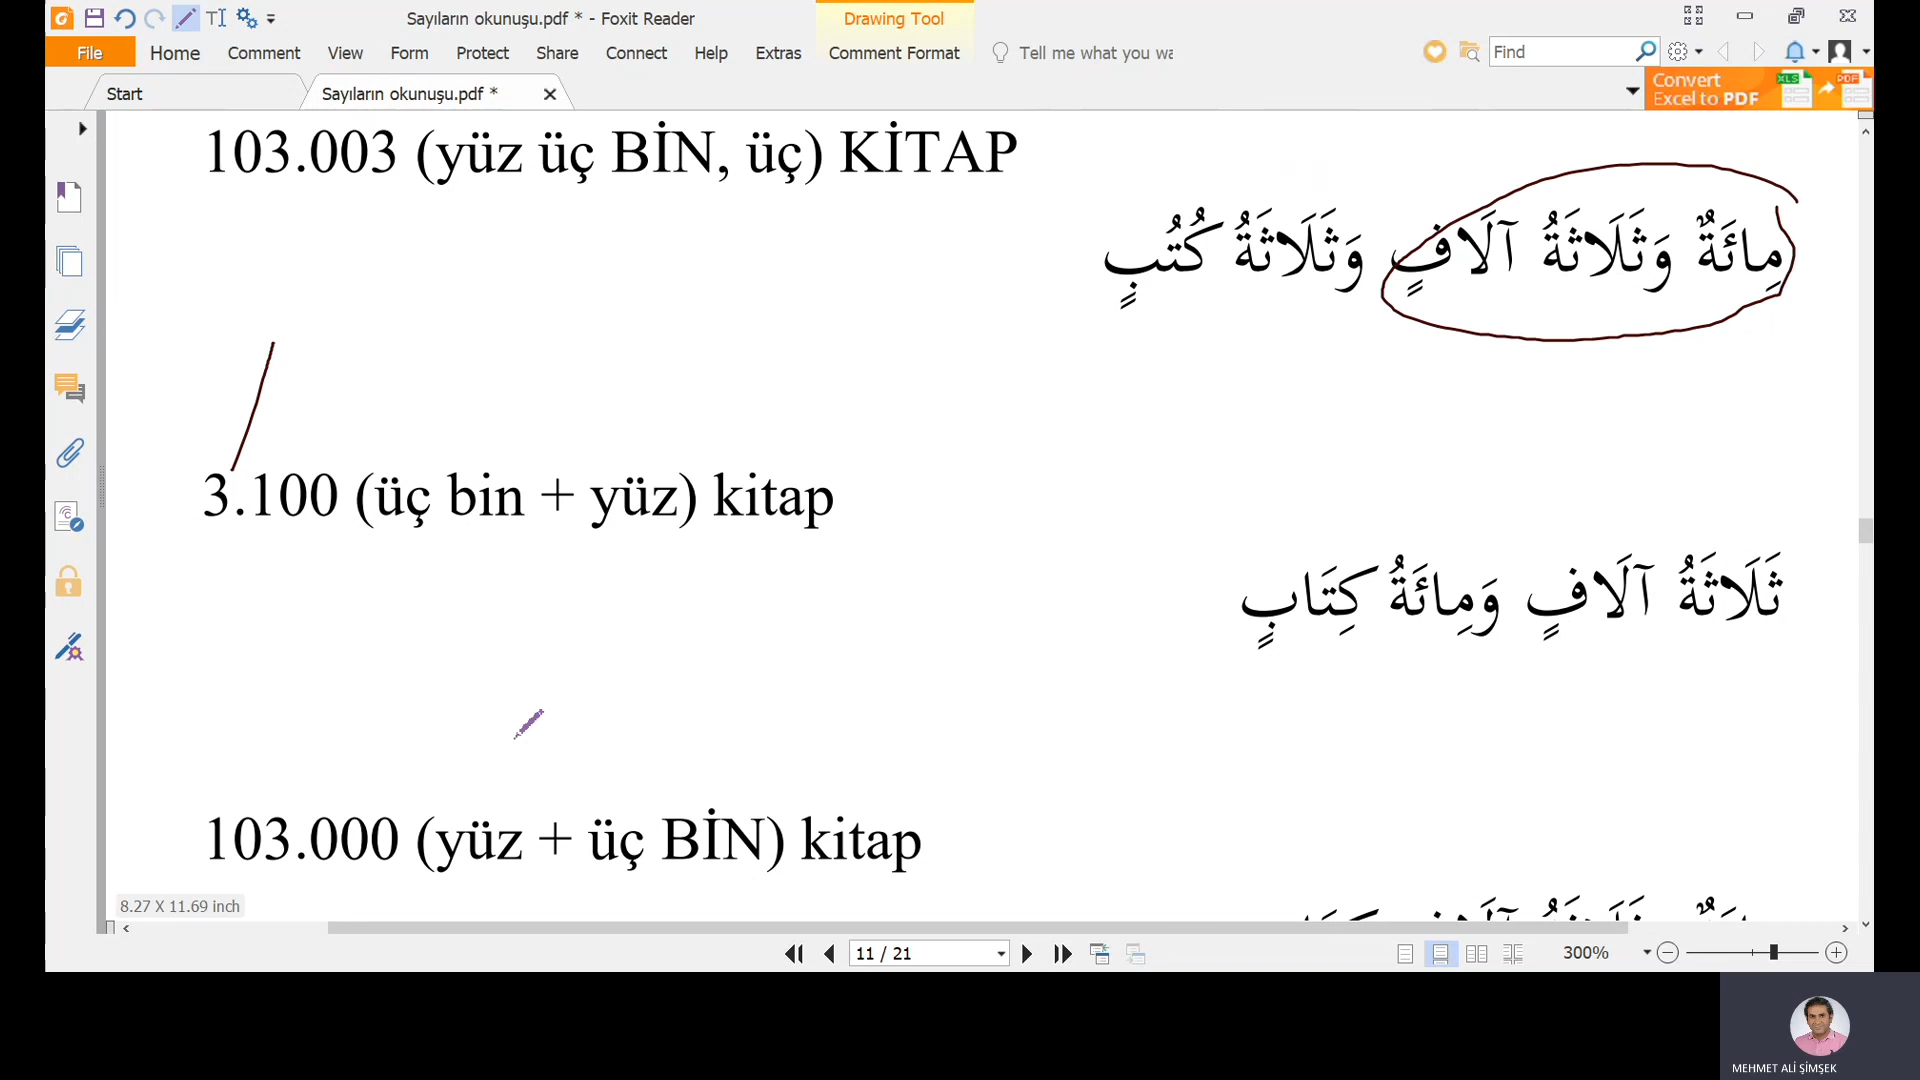 Sayıların okunuşu.pdf * - Foxit Reader
Drawing Tool
File Home Comment View Form Protect Share Connect Help Extras Comment Format Tell me what you wa Find
Start
Sayıların okunuşu.pdf *
Convert
Excel to PDF
XLS
PDF
103.003 (yüz üç BİN, üç) KİTAP
مِائَةٌ وَثَلَاثَةُ آلَافٍ وَثَلَاثَةُ كُتُبٍ
3.100 (üç bin + yüz) kitap
ثَلَاثَةُ آلَافٍ وَمِائَةُ كِتَابٍ
103.000 (yüz + üç BİN) kitap
8.27 X 11.69 inch
11 / 21
300%
MEHMET ALİ ŞİMŞEK